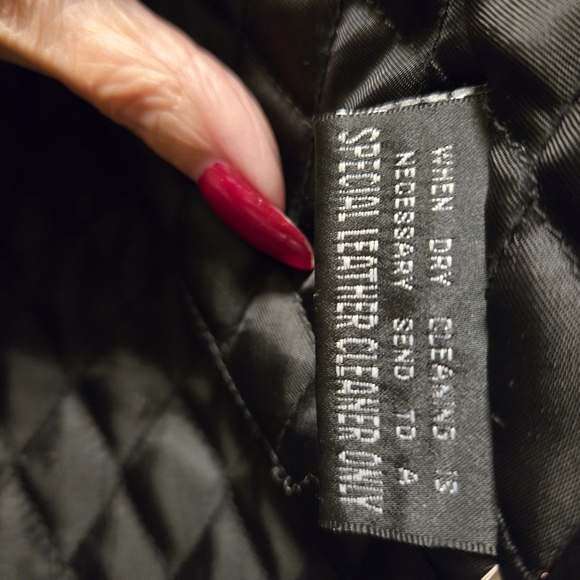 WHEN DRY CLEANING IS
NECESSARY SEND TO A
SPECIAL LEATHER CLEANER ONLY